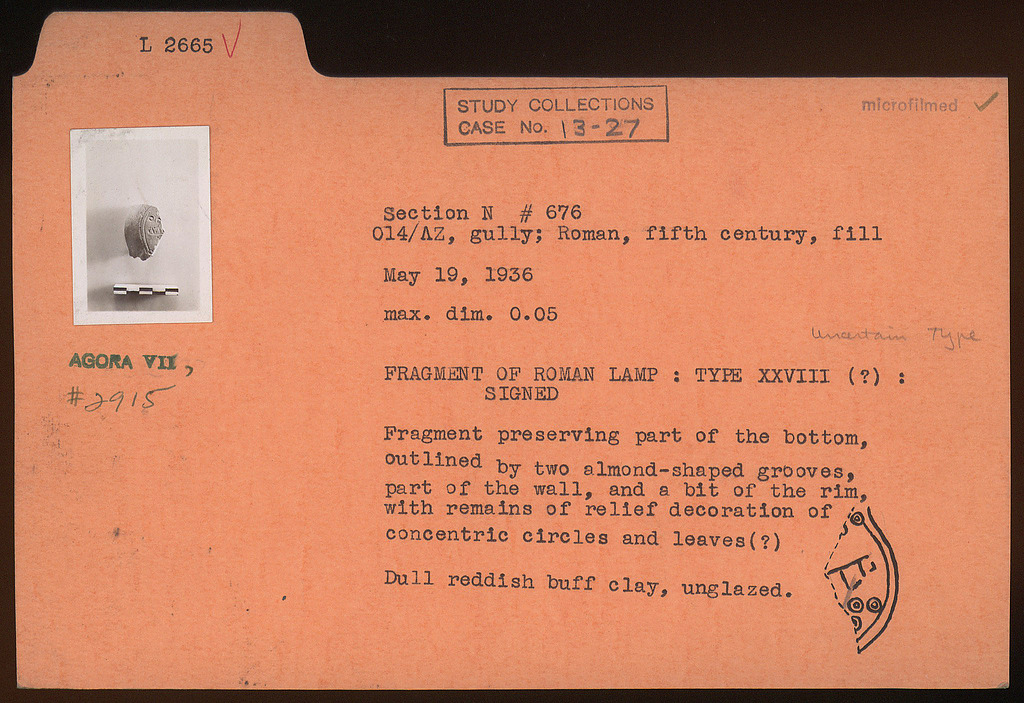 L 2665 V
STUDY COLLECTIONS
CASE No. 13-27
microfilmed ✓
Section N # 676
O14/ΛZ, gully; Roman, fifth century, fill
May 19, 1936
max. dim. 0.05
Uncertain Type
AGORA VII,
#2915
FRAGMENT OF ROMAN LAMP : TYPE XXVIII (?) :
SIGNED
Fragment preserving part of the bottom,
outlined by two almond-shaped grooves,
part of the wall, and a bit of the rim,
with remains of relief decoration of
concentric circles and leaves(?)
Dull reddish buff clay, unglazed.